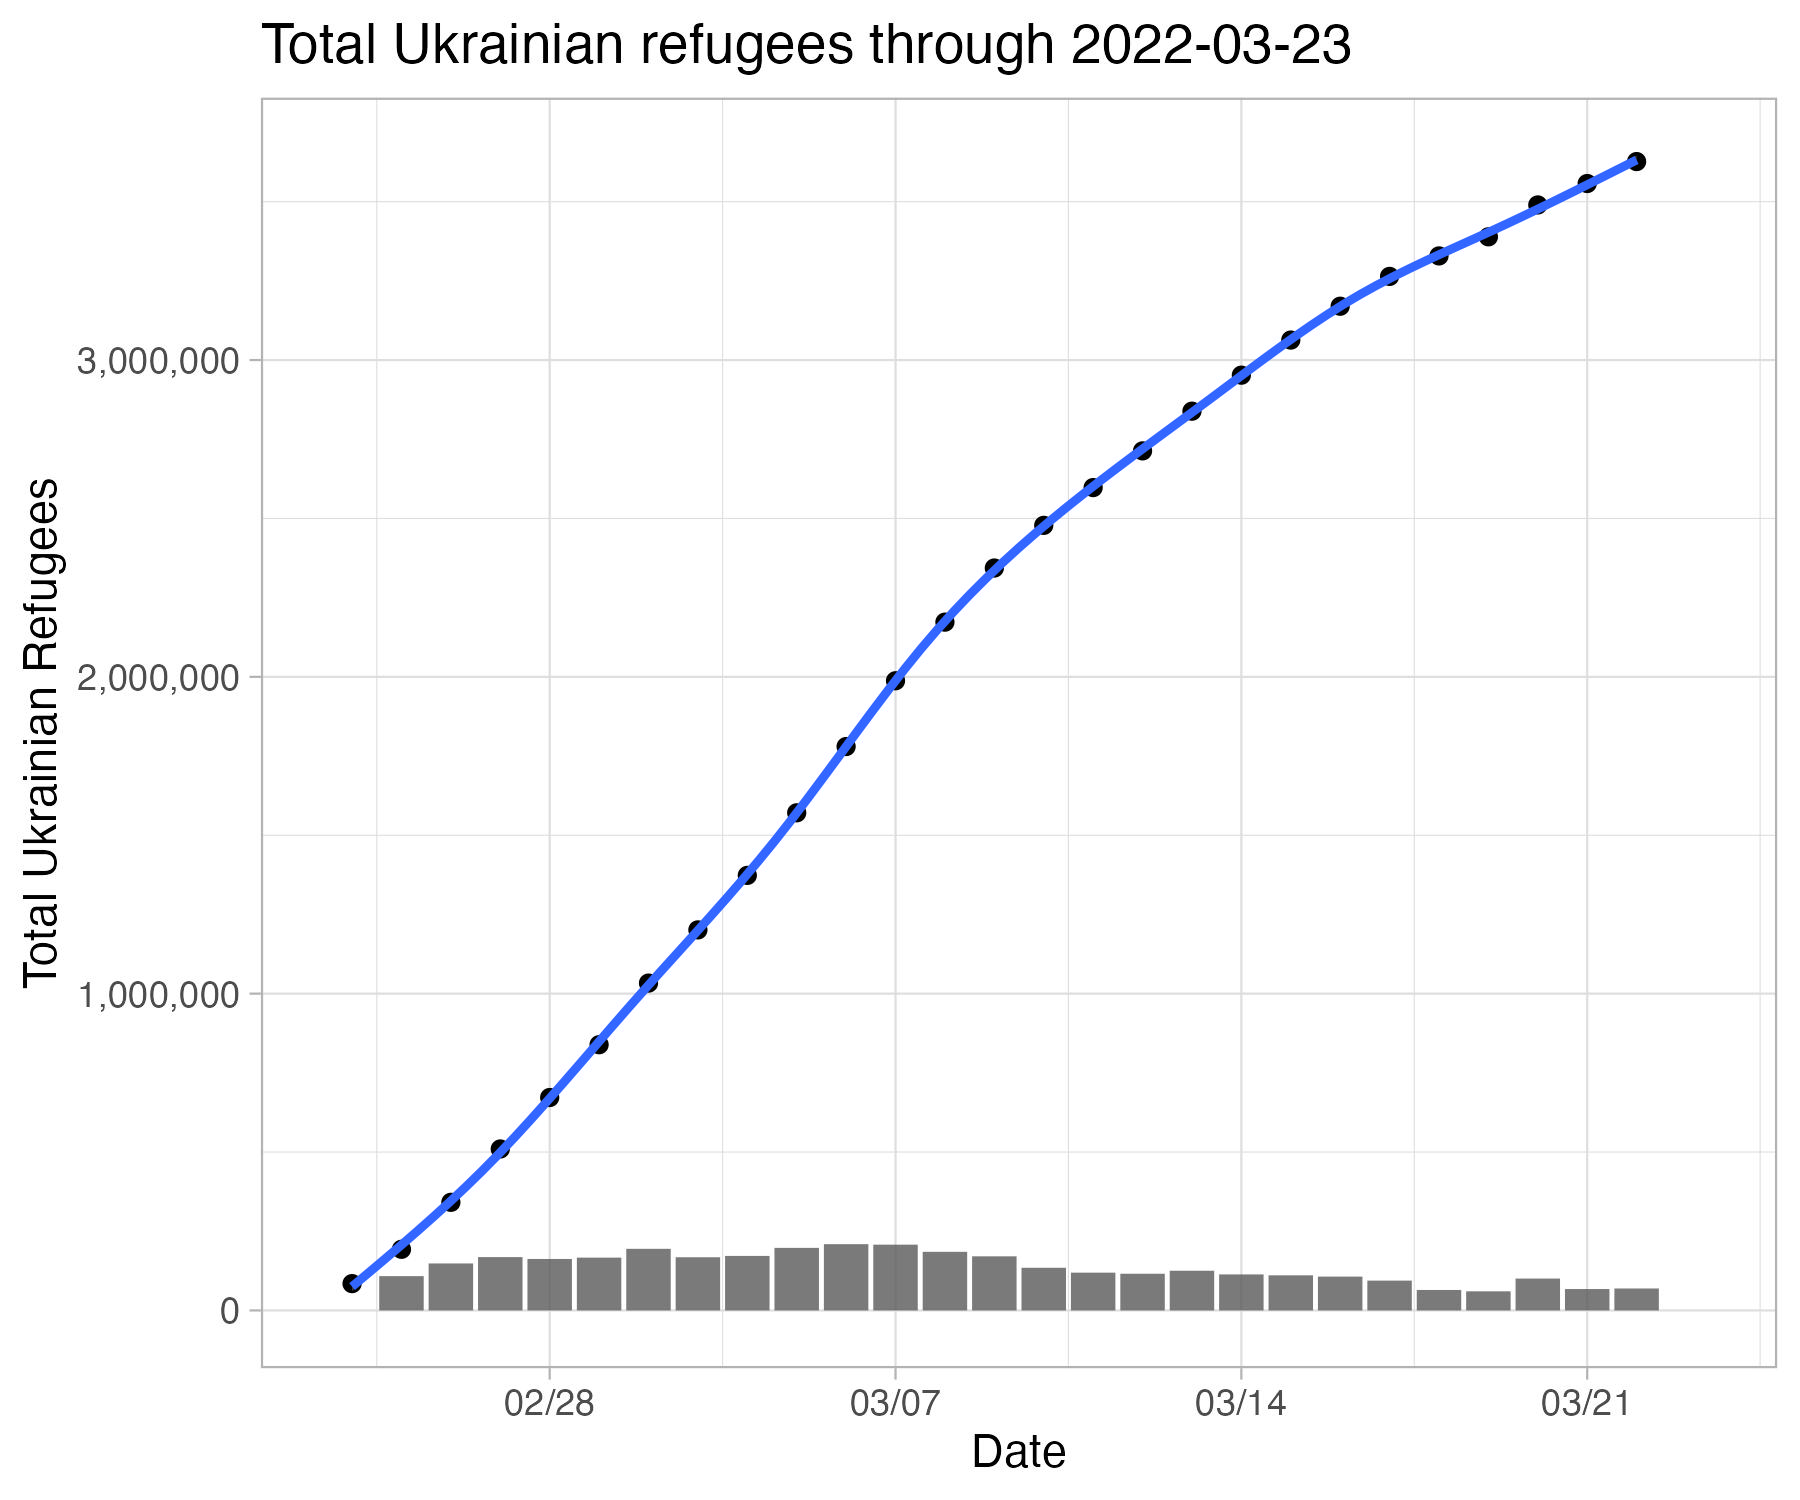 Total Ukrainian refugees through 2022-03-23
Total Ukrainian Refugees
3,000,000
2,000,000
1,000,000
0
02/28 03/07 03/14 03/21
Date